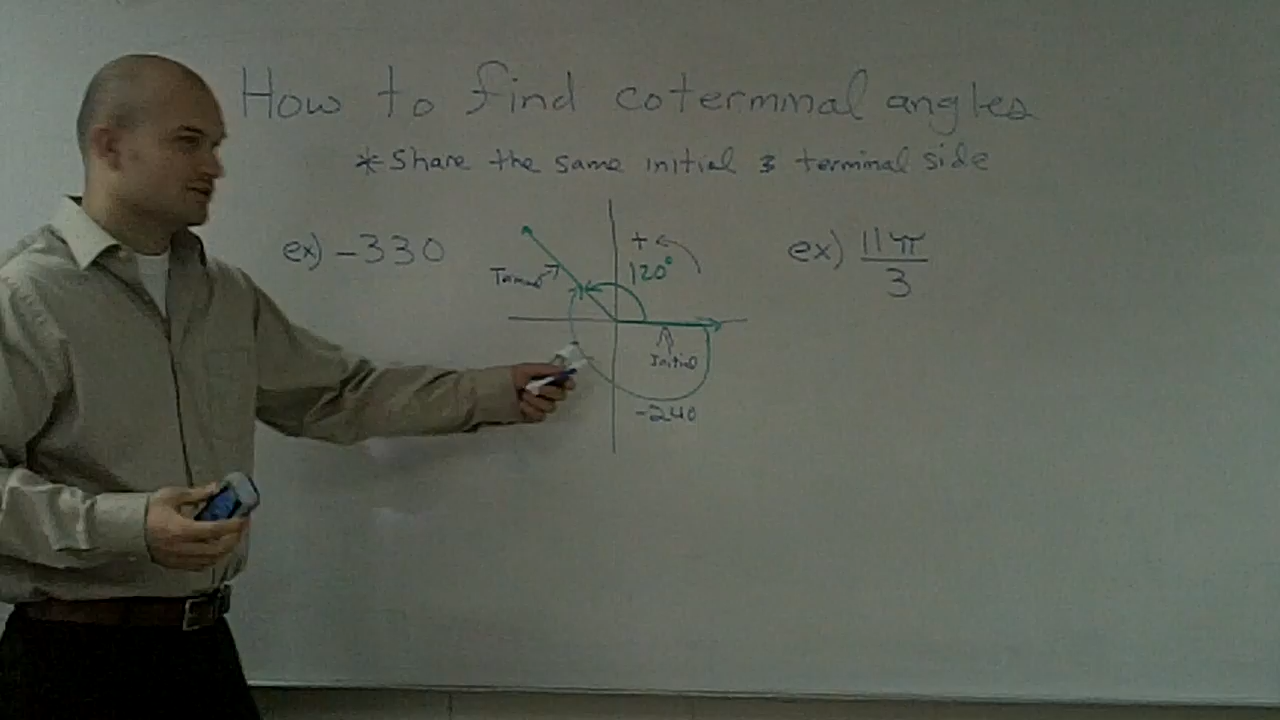 How to find coterminal angles
* Share the same initial & terminal side
ex) -330
+
120°
Initial
-240
ex) 11π/3